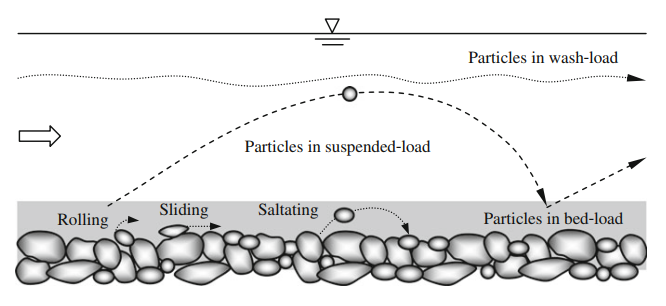 Particles in wash-load
Particles in suspended-load
Rolling
Sliding
Saltating
Particles in bed-load